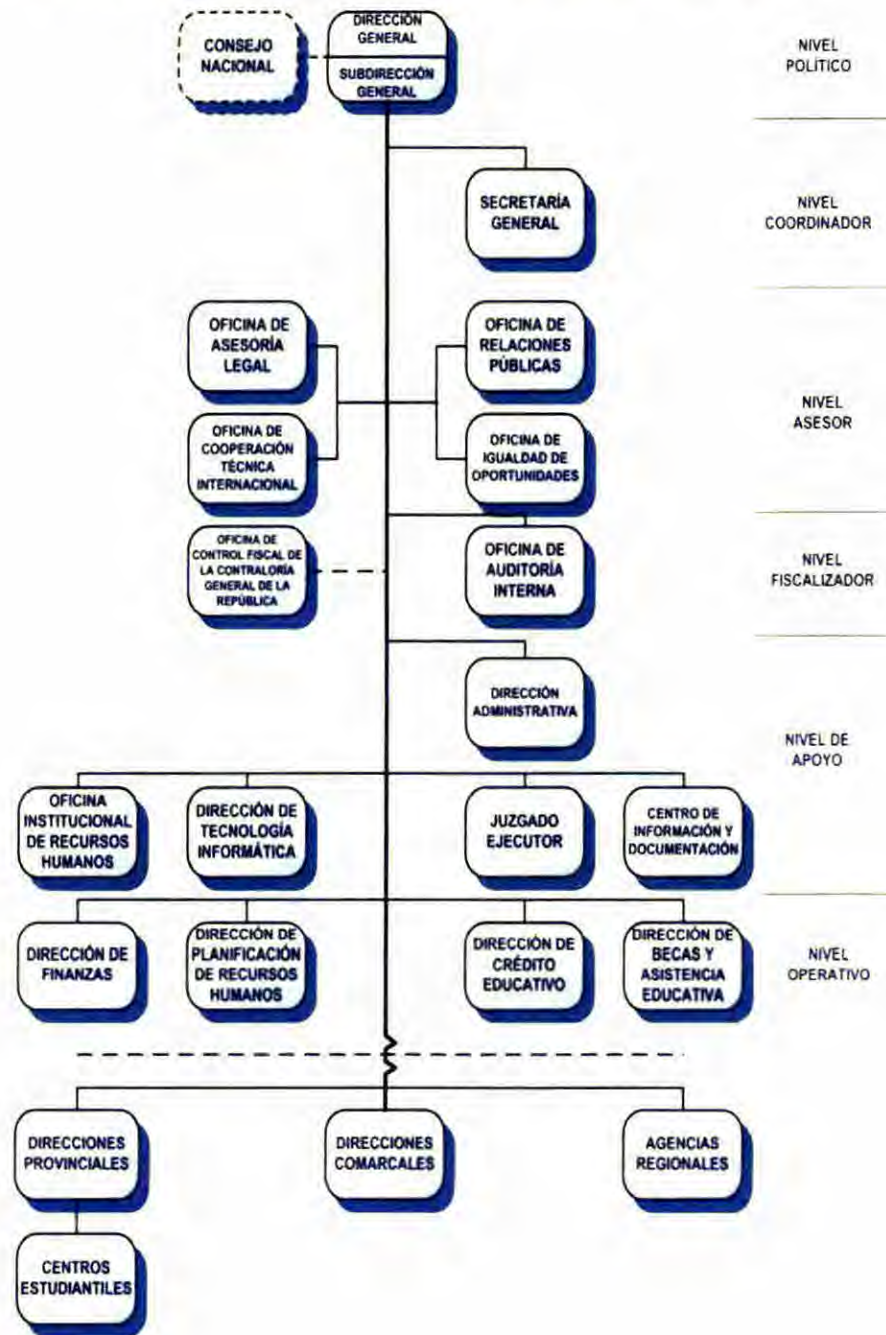 CONSEJO
NACIONAL
DIRECCIÓN
GENERAL
SUBDIRECCIÓN
GENERAL
NIVEL
POLÍTICO
SECRETARÍA
GENERAL
NIVEL
COORDINADOR
OFICINA DE
ASESORÍA
LEGAL
OFICINA DE
RELACIONES
PÚBLICAS
NIVEL
ASESOR
OFICINA DE
COOPERACIÓN
TÉCNICA
INTERNACIONAL
OFICINA DE
IGUALDAD DE
OPORTUNIDADES
OFICINA DE
CONTROL FISCAL DE
LA CONTRALORÍA
GENERAL DE LA
REPÚBLICA
OFICINA DE
AUDITORÍA
INTERNA
NIVEL
FISCALIZADOR
DIRECCIÓN
ADMINISTRATIVA
NIVEL DE
APOYO
OFICINA
INSTITUCIONAL
DE RECURSOS
HUMANOS
DIRECCIÓN DE
TECNOLOGÍA
INFORMÁTICA
JUZGADO
EJECUTOR
CENTRO DE
INFORMACIÓN Y
DOCUMENTACIÓN
DIRECCIÓN DE
FINANZAS
DIRECCIÓN DE
PLANIFICACIÓN
DE RECURSOS
HUMANOS
DIRECCIÓN DE
CRÉDITO
EDUCATIVO
DIRECCIÓN DE
BECAS Y
ASISTENCIA
EDUCATIVA
NIVEL
OPERATIVO
DIRECCIONES
PROVINCIALES
DIRECCIONES
COMARCALES
AGENCIAS
REGIONALES
CENTROS
ESTUDIANTILES